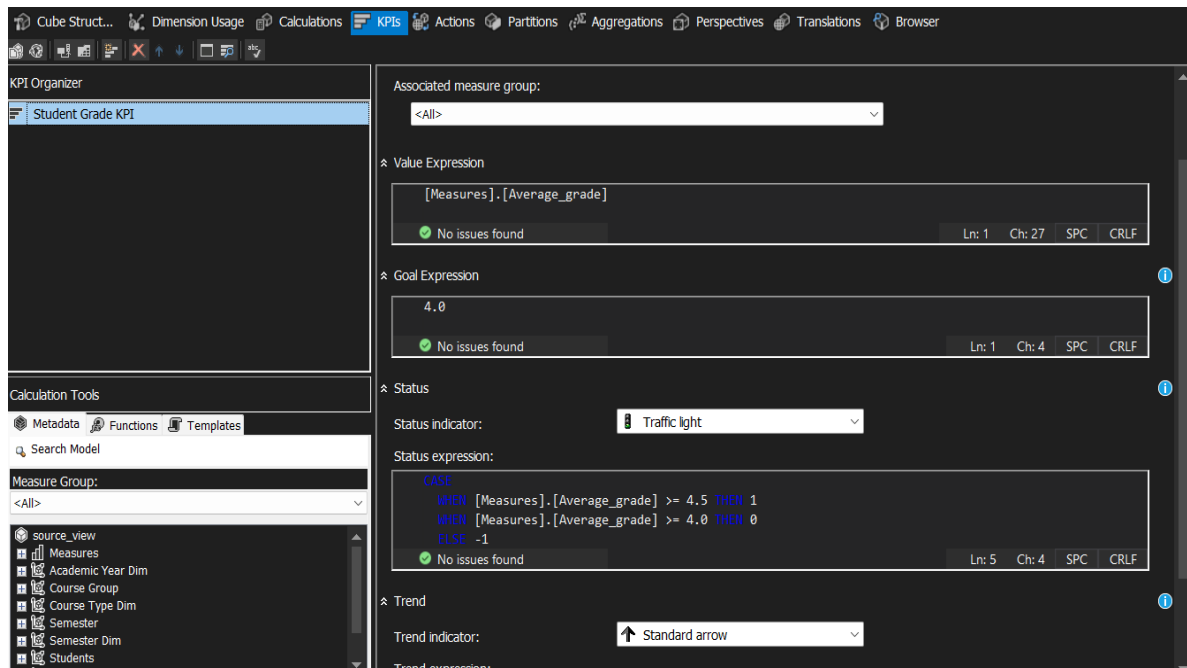 Cube Struct... Dimension Usage Calculations KPIs Actions Partitions Aggregations Perspectives Translations Browser
KPI Organizer
Student Grade KPI
Associated measure group:
<All>
Value Expression
[Measures].[Average_grade]
No issues found Ln: 1 Ch: 27 SPC CRLF
Goal Expression
4.0
No issues found Ln: 1 Ch: 4 SPC CRLF
Status
Status indicator: Traffic light
Status expression:
CASE
WHEN [Measures].[Average_grade] >= 4.5 THEN 1
WHEN [Measures].[Average_grade] >= 4.0 THEN 0
ELSE -1
No issues found Ln: 5 Ch: 4 SPC CRLF
Trend
Trend indicator: Standard arrow
Trend expression:
Calculation Tools
Metadata Functions Templates
Search Model
Measure Group:
<All>
source_view
Measures
Academic Year Dim
Course Group
Course Type Dim
Semester
Semester Dim
Students